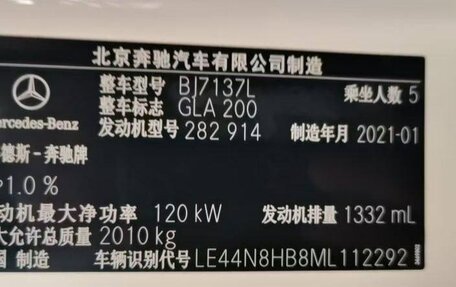 北京奔驰汽车有限公司制造
整车型号 BJ7137L 乘坐人数 5
整车标志 GLA 200
发动机型号 282 914 制造年月 2021-01
ercedes-Benz
德斯-奔驰牌
1.0 %
动机最大净功率 120 kW 发动机排量 1332 mL
大允许总质量 2010 kg
国 制造 车辆识别代号 LE44N8HB8ML112292